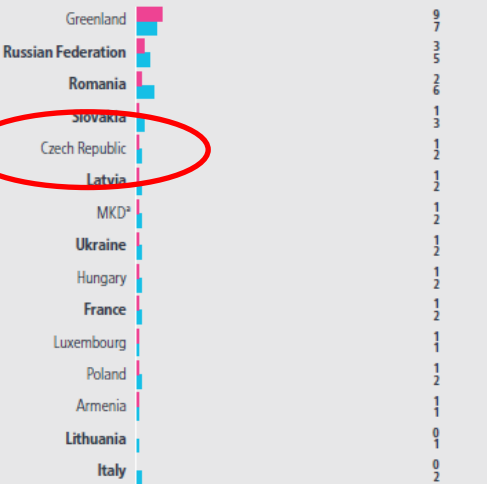 Greenland 9 7
Russian Federation 3 5
Romania 2 6
Slovakia 1 3
Czech Republic 1 2
Latvia 1 2
MKDᵃ 1 2
Ukraine 1 2
Hungary 1 2
France 1 2
Luxembourg 1 1
Poland 1 2
Armenia 1 1
Lithuania 0 1
Italy 0 2